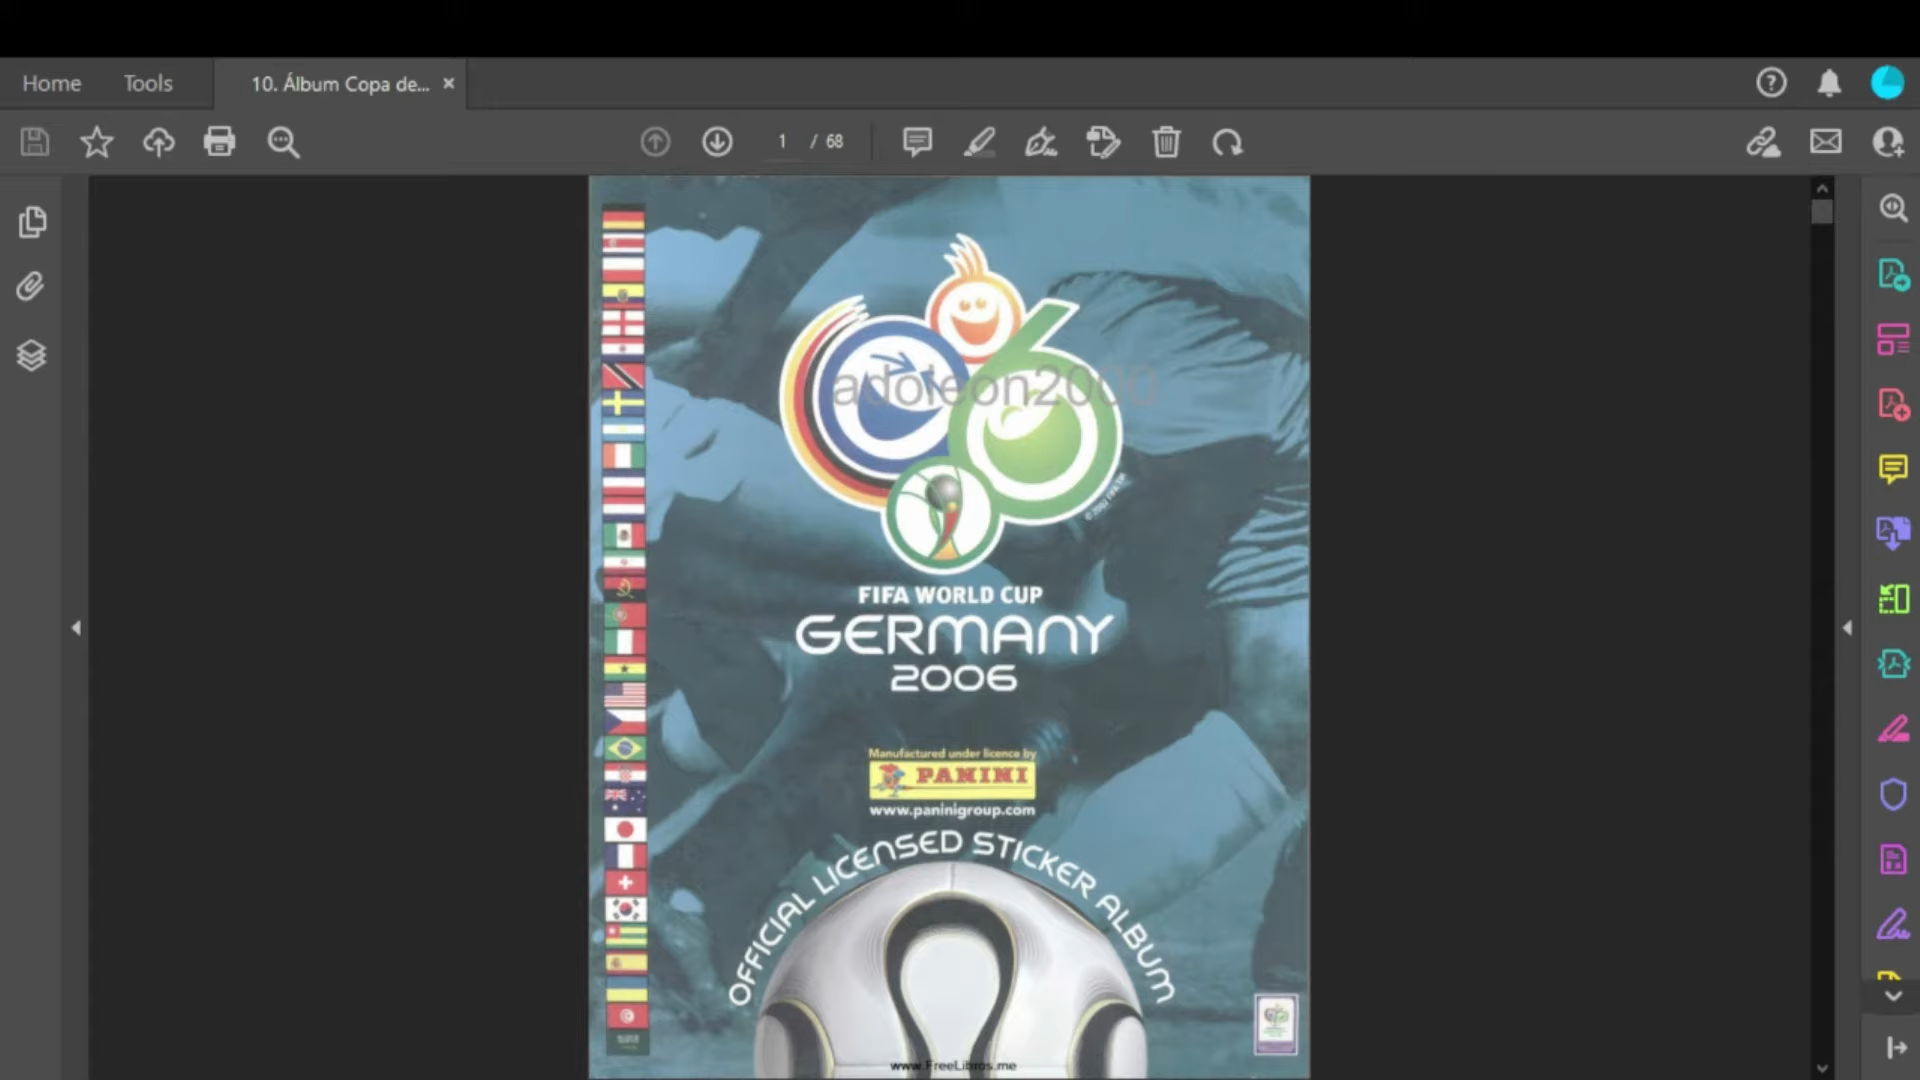 Home Tools 10. Álbum Copa de... ×
1 / 68
adoleon2000
FIFA WORLD CUP
GERMANY
2006
Manufactured under licence by
PANINI
www.paninigroup.com
OFFICIAL LICENSED STICKER ALBUM
www.FreeLibros.me